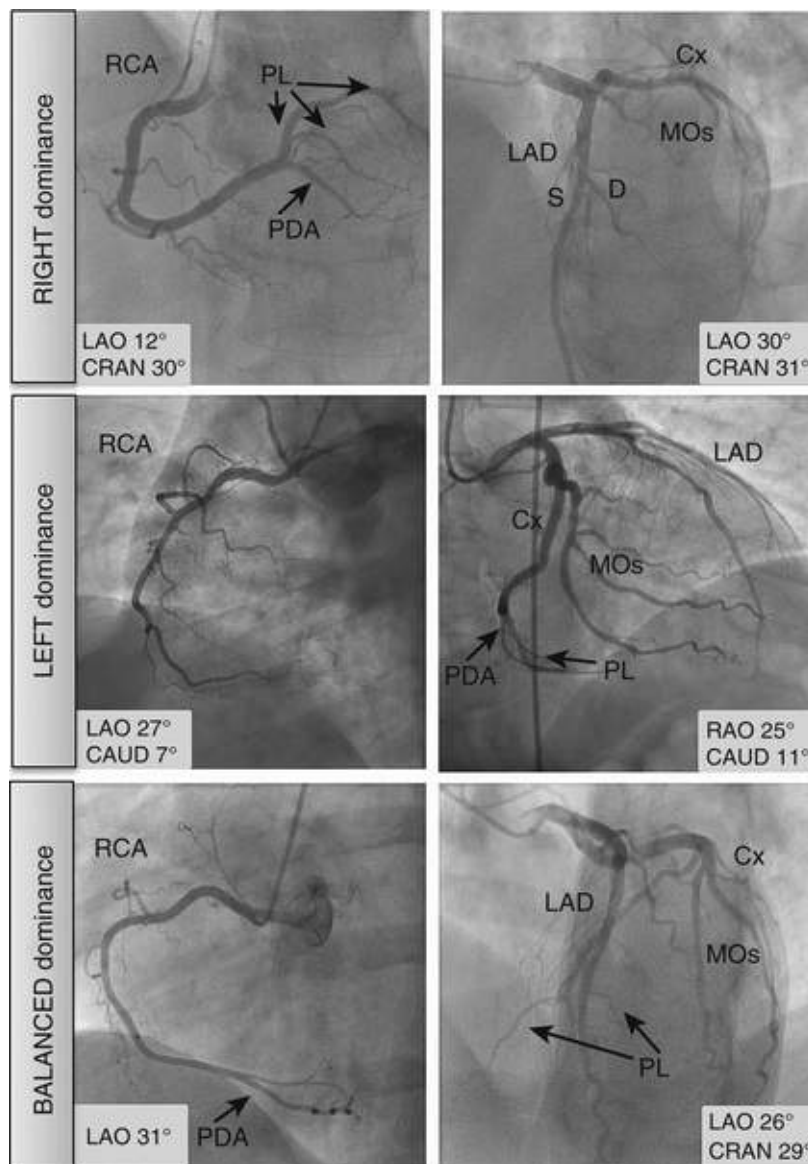 RIGHT dominance
RCA
PL
PDA
LAO 12°
CRAN 30°
Cx
MOs
LAD
S
D
LAO 30°
CRAN 31°
LEFT dominance
RCA
LAO 27°
CAUD 7°
LAD
Cx
MOs
PDA
PL
RAO 25°
CAUD 11°
BALANCED dominance
RCA
PDA
LAO 31°
Cx
LAD
MOs
PL
LAO 26°
CRAN 29°